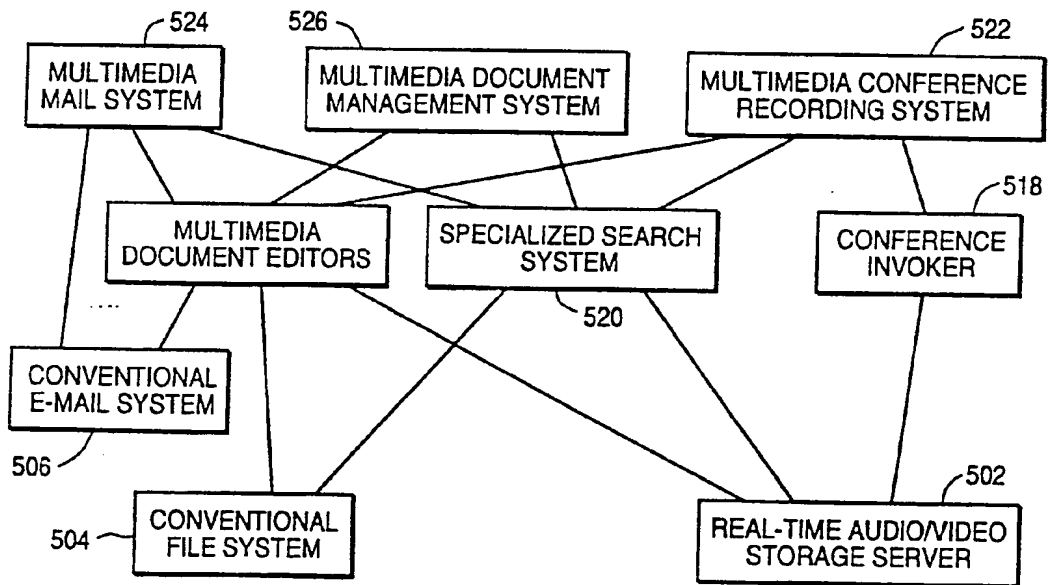 524
526
522
MULTIMEDIA
MAIL SYSTEM
MULTIMEDIA DOCUMENT
MANAGEMENT SYSTEM
MULTIMEDIA CONFERENCE
RECORDING SYSTEM
518
MULTIMEDIA
DOCUMENT EDITORS
SPECIALIZED SEARCH
SYSTEM
CONFERENCE
INVOKER
520
CONVENTIONAL
E-MAIL SYSTEM
506
502
504
CONVENTIONAL
FILE SYSTEM
REAL-TIME AUDIO/VIDEO
STORAGE SERVER